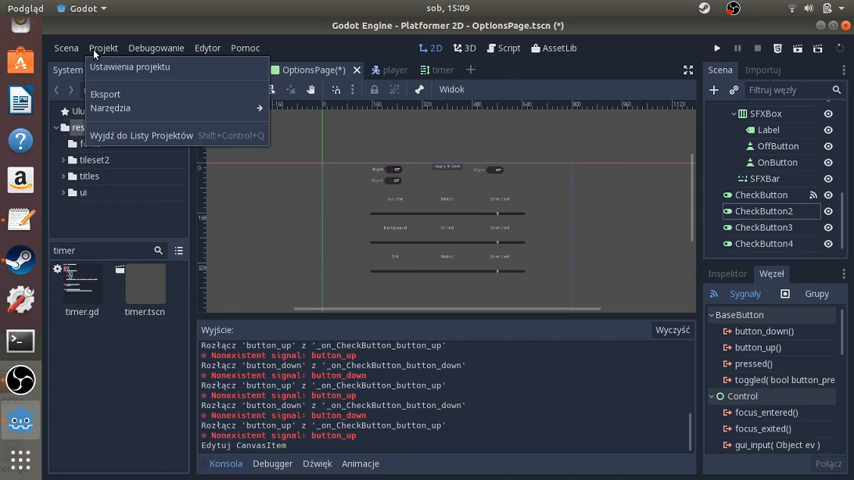 Podgląd
Godot
sob, 15:09
Godot Engine - Platformer 2D - OptionsPage.tscn (*)
Scena
Projekt
Debugowanie
Edytor
Pomoc
2D
3D
Script
AssetLib
System
OptionsPage(*)
player
timer
Widok
Ustawienia projektu
Eksport
Narzędzia
Wyjdź do Listy Projektów Shift+Control+Q
tileset2
titles
ui
timer
timer.gd
timer.tscn
Apply & Quit
Off
Off
Off
Wyjście:
Wyczyść
Rozłącz 'button_up' z '_on_CheckButton_button_up'
Nonexistent signal: button_up
Rozłącz 'button_down' z '_on_CheckButton_button_down'
Nonexistent signal: button_down
Rozłącz 'button_up' z '_on_CheckButton_button_up'
Nonexistent signal: button_up
Rozłącz 'button_down' z '_on_CheckButton_button_down'
Nonexistent signal: button_down
Rozłącz 'button_up' z '_on_CheckButton_button_up'
Nonexistent signal: button_up
Edytuj CanvasItem
Konsola
Debugger
Dźwięk
Animacje
Scena
Importuj
Filtruj węzły
SFXBox
Label
OffButton
OnButton
SFXBar
CheckButton
CheckButton2
CheckButton3
CheckButton4
Inspektor
Węzeł
Sygnały
Grupy
BaseButton
button_down()
button_up()
pressed()
toggled( bool button_pre
Control
focus_entered()
focus_exited()
gui_input( Object ev )
Połącz